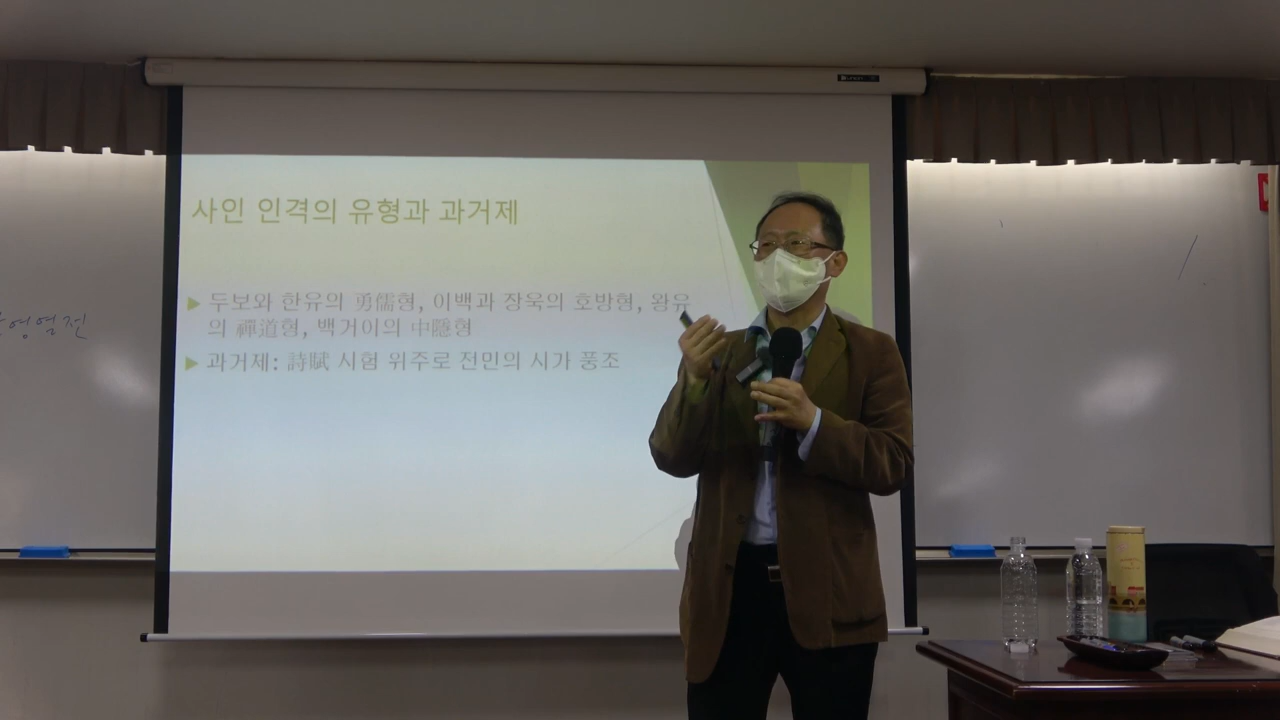 사인 인격의 유형과 과거제
▶ 두보와 한유의 勇儒형, 이백과 장욱의 호방형, 왕유
의 禪道형, 백거이의 中隱형
▶ 과거제: 詩賦 시험 위주로 전민의 시가 풍조
영엄전